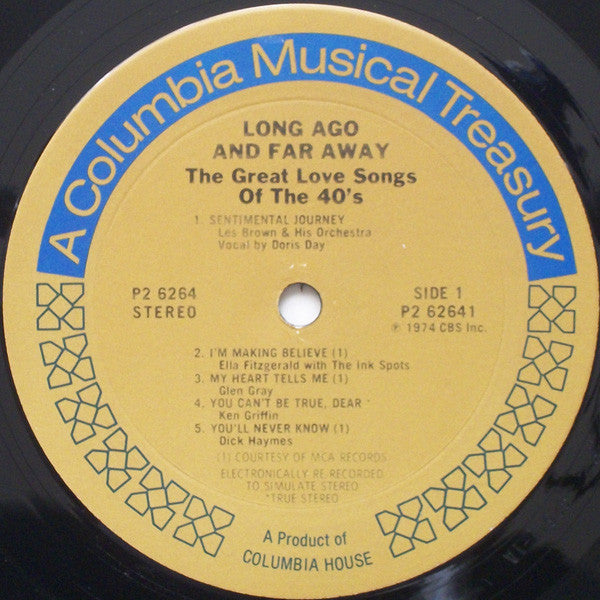 A Columbia Musical Treasury
LONG AGO
AND FAR AWAY
The Great Love Songs
Of The 40's
1. SENTIMENTAL JOURNEY
Les Brown & His Orchestra
Vocal by Doris Day
P2 6264
STEREO
SIDE 1
P2 62641
℗ 1974 CBS Inc.
2. I'M MAKING BELIEVE (1)
Ella Fitzgerald with The Ink Spots
3. MY HEART TELLS ME (1)
Glen Gray
4. YOU CAN'T BE TRUE, DEAR *
Ken Griffin
5. YOU'LL NEVER KNOW (1)
Dick Haymes
(1) COURTESY OF MCA RECORDS
ELECTRONICALLY RE-RECORDED
TO SIMULATE STEREO
*TRUE STEREO
A Product of
COLUMBIA HOUSE